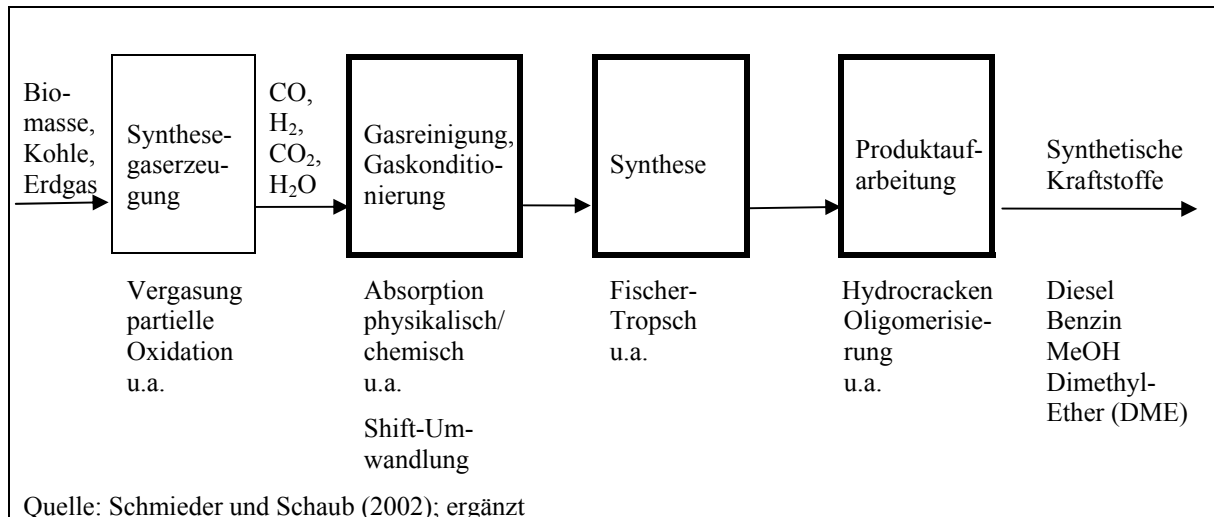 Bio-
masse,
Kohle,
Erdgas
Synthese-
gaserzeu-
gung
CO,
H₂,
CO₂,
H₂O
Gasreinigung,
Gaskonditio-
nierung
Synthese
Produktauf-
arbeitung
Synthetische
Kraftstoffe
Vergasung
partielle
Oxidation
u.a.
Absorption
physikalisch/
chemisch
u.a.
Shift-Um-
wandlung
Fischer-
Tropsch
u.a.
Hydrocracken
Oligomerisie-
rung
u.a.
Diesel
Benzin
MeOH
Dimethyl-
Ether (DME)
Quelle: Schmieder und Schaub (2002); ergänzt